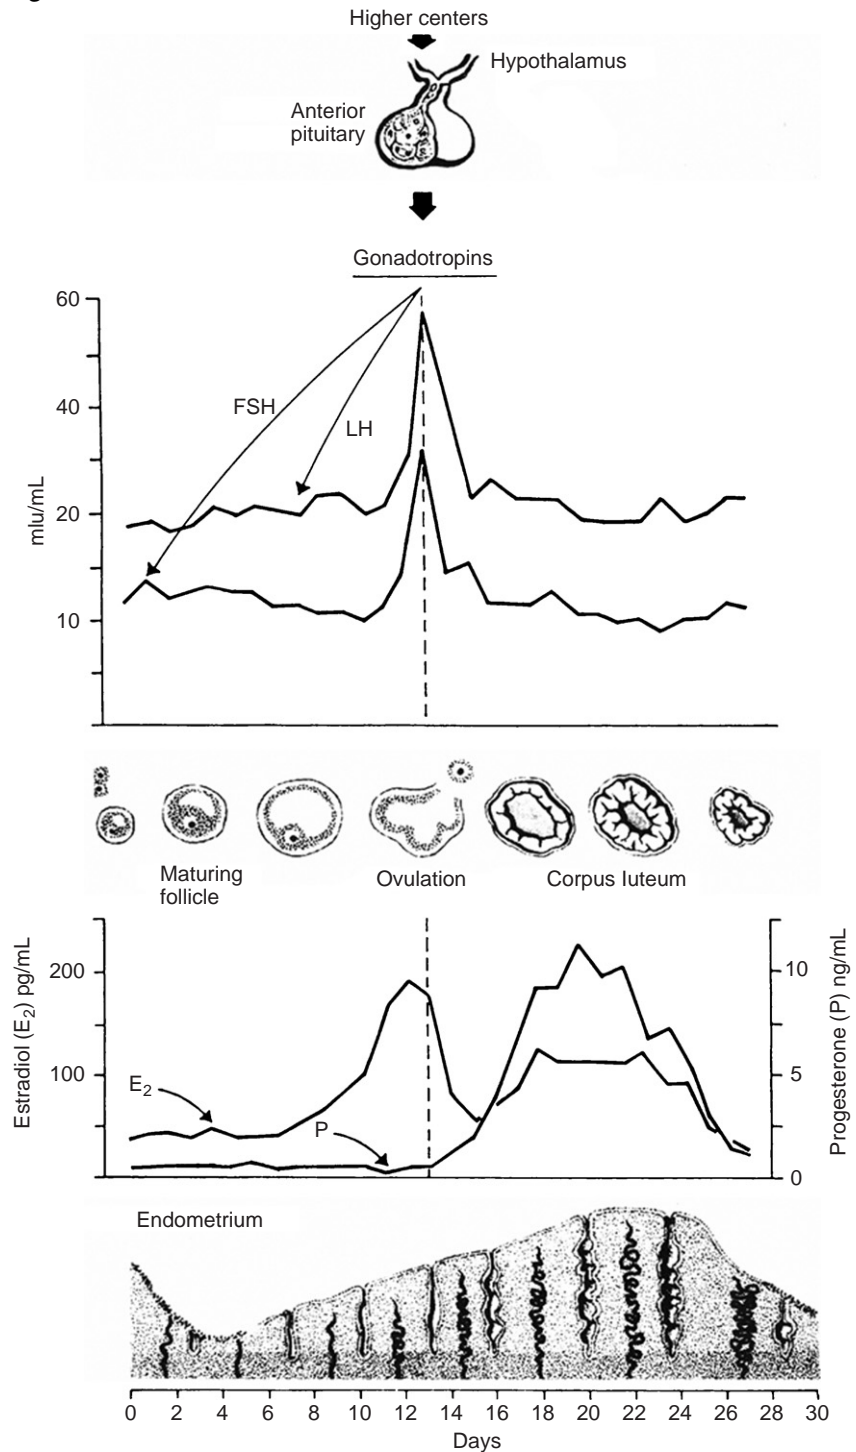 Higher centers
Hypothalamus
Anterior
pituitary
Gonadotropins
60
FSH
40
LH
mlu/mL
20
10
Maturing
follicle
Ovulation
Corpus luteum
Estradiol (E2) pg/mL
200
100
E2
P
10
5
0
Progesterone (P) ng/mL
Endometrium
0 2 4 6 8 10 12 14 16 18 20 22 24 26 28 30
Days